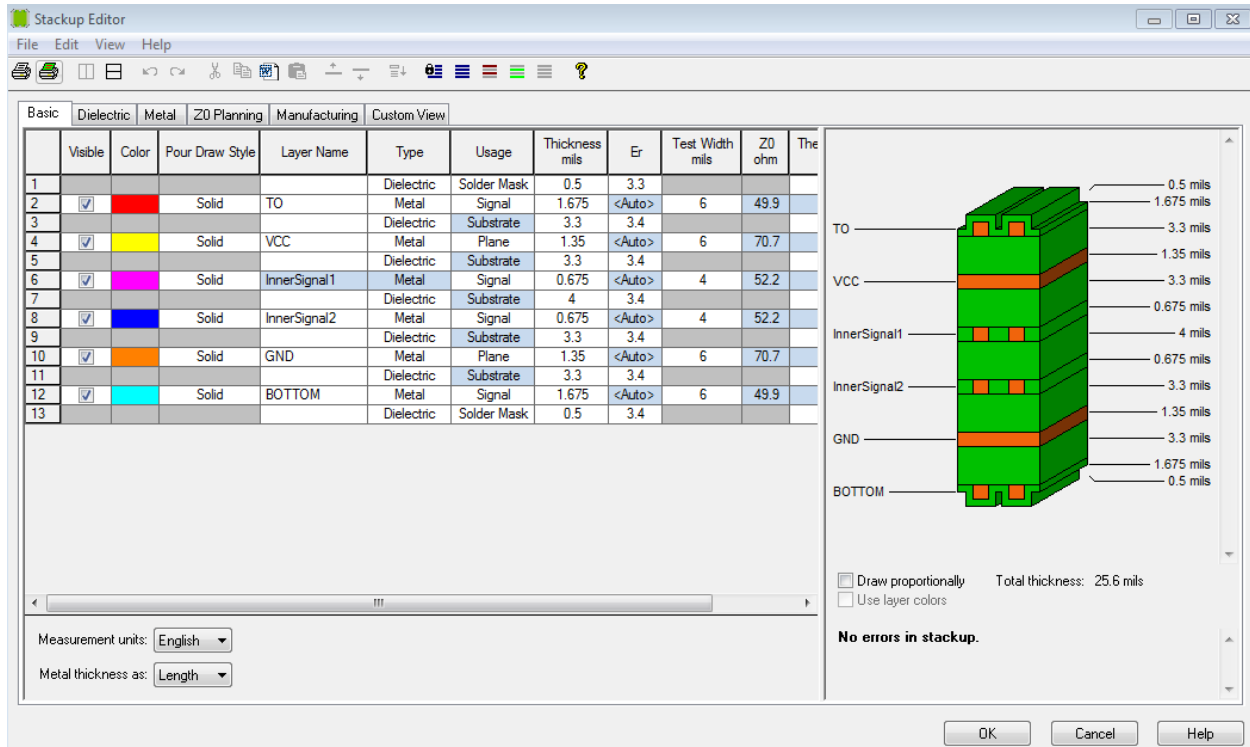 Stackup Editor
File Edit View Help
Basic Dielectric Metal Z0 Planning Manufacturing Custom View
Visible Color Pour Draw Style Layer Name Type Usage Thickness mils Er Test Width mils Z0 ohm The
1 Dielectric Solder Mask 0.5 3.3
2 Solid TO Metal Signal 1.675 <Auto> 6 49.9
3 Dielectric Substrate 3.3 3.4
4 Solid VCC Metal Plane 1.35 <Auto> 6 70.7
5 Dielectric Substrate 3.3 3.4
6 Solid InnerSignal1 Metal Signal 0.675 <Auto> 4 52.2
7 Dielectric Substrate 4 3.4
8 Solid InnerSignal2 Metal Signal 0.675 <Auto> 4 52.2
9 Dielectric Substrate 3.3 3.4
10 Solid GND Metal Plane 1.35 <Auto> 6 70.7
11 Dielectric Substrate 3.3 3.4
12 Solid BOTTOM Metal Signal 1.675 <Auto> 6 49.9
13 Dielectric Solder Mask 0.5 3.4
Measurement units: English
Metal thickness as: Length
0.5 mils
1.675 mils
TO 3.3 mils
1.35 mils
VCC 3.3 mils
0.675 mils
InnerSignal1 4 mils
0.675 mils
InnerSignal2 3.3 mils
1.35 mils
GND 3.3 mils
1.675 mils
0.5 mils
BOTTOM
Draw proportionally Total thickness: 25.6 mils
Use layer colors
No errors in stackup.
OK Cancel Help